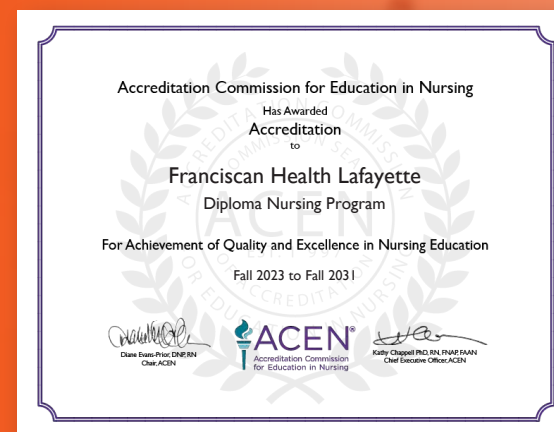 Accreditation Commission for Education in Nursing
Has Awarded
Accreditation
to
Franciscan Health Lafayette
Diploma Nursing Program
For Achievement of Quality and Excellence in Nursing Education
Fall 2023 to Fall 2031
Diane Evans-Prior, DNP, RN
Chair, ACEN
ACEN®
Accreditation Commission
for Education in Nursing
Kathy Chappell PhD, RN, FNAP, FAAN
Chief Executive Officer, ACEN
ACEN